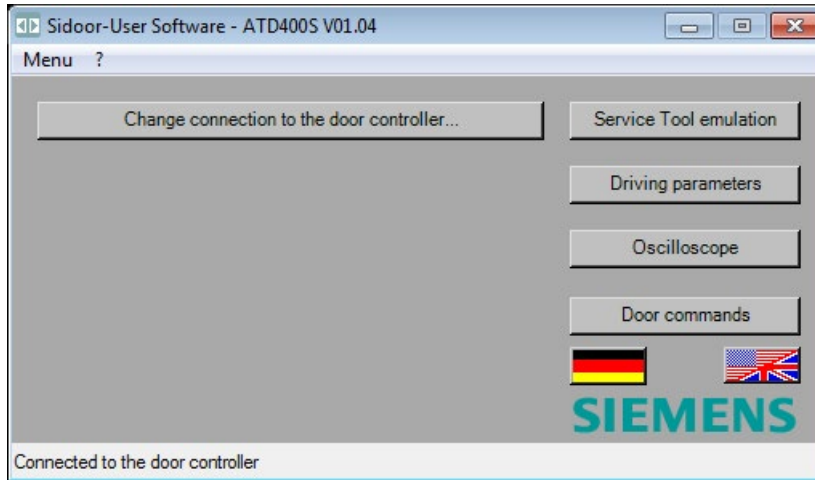 Sidoor-User Software - ATD400S V01.04
Menu ?
Change connection to the door controller...
Service Tool emulation
Driving parameters
Oscilloscope
Door commands
SIEMENS
Connected to the door controller